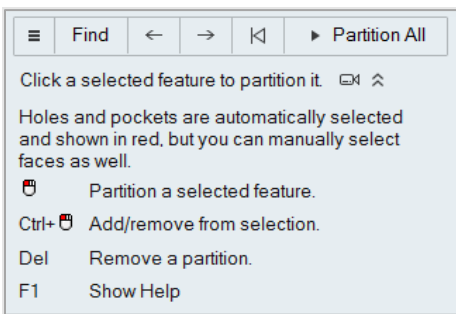 Find Partition All
Click a selected feature to partition it.
Holes and pockets are automatically selected
and shown in red, but you can manually select
faces as well.
Partition a selected feature.
Ctrl+ Add/remove from selection.
Del Remove a partition.
F1 Show Help